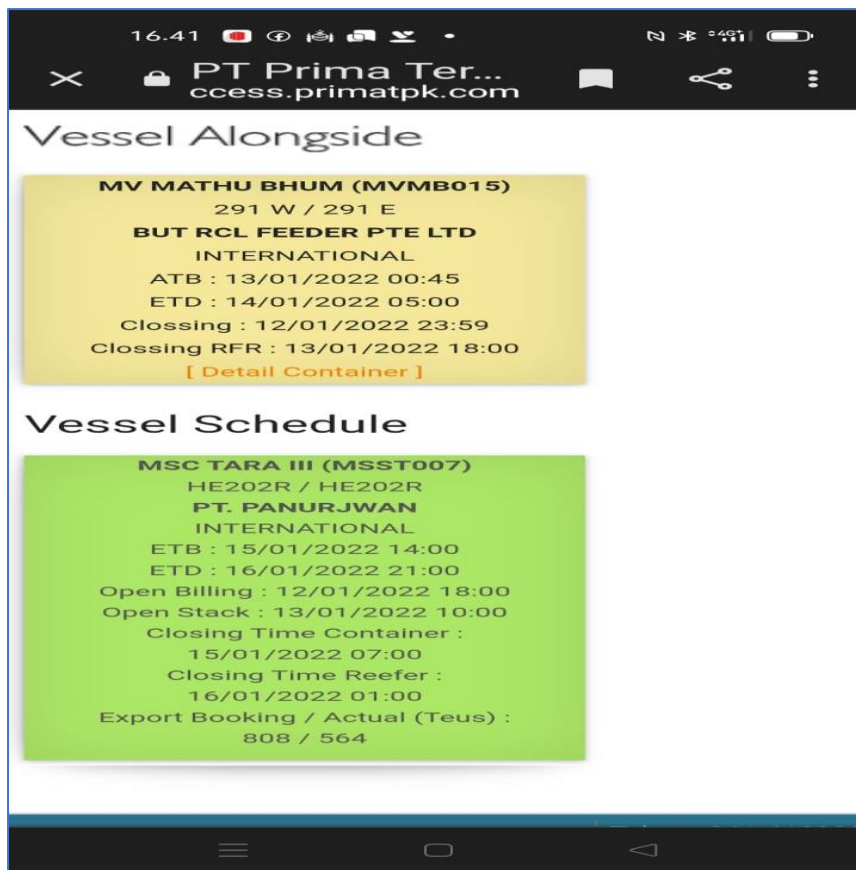 16.41
PT Prima Ter...
ccess.primatpk.com
Vessel Alongside
MV MATHU BHUM (MVMB015)
291 W / 291 E
BUT RCL FEEDER PTE LTD
INTERNATIONAL
ATB : 13/01/2022 00:45
ETD : 14/01/2022 05:00
Clossing : 12/01/2022 23:59
Clossing RFR : 13/01/2022 18:00
[ Detail Container ]
Vessel Schedule
MSC TARA III (MSST007)
HE202R / HE202R
PT. PANURJWAN
INTERNATIONAL
ETB : 15/01/2022 14:00
ETD : 16/01/2022 21:00
Open Billing : 12/01/2022 18:00
Open Stack : 13/01/2022 10:00
Closing Time Container :
15/01/2022 07:00
Closing Time Reefer :
16/01/2022 01:00
Export Booking / Actual (Teus) :
808 / 564